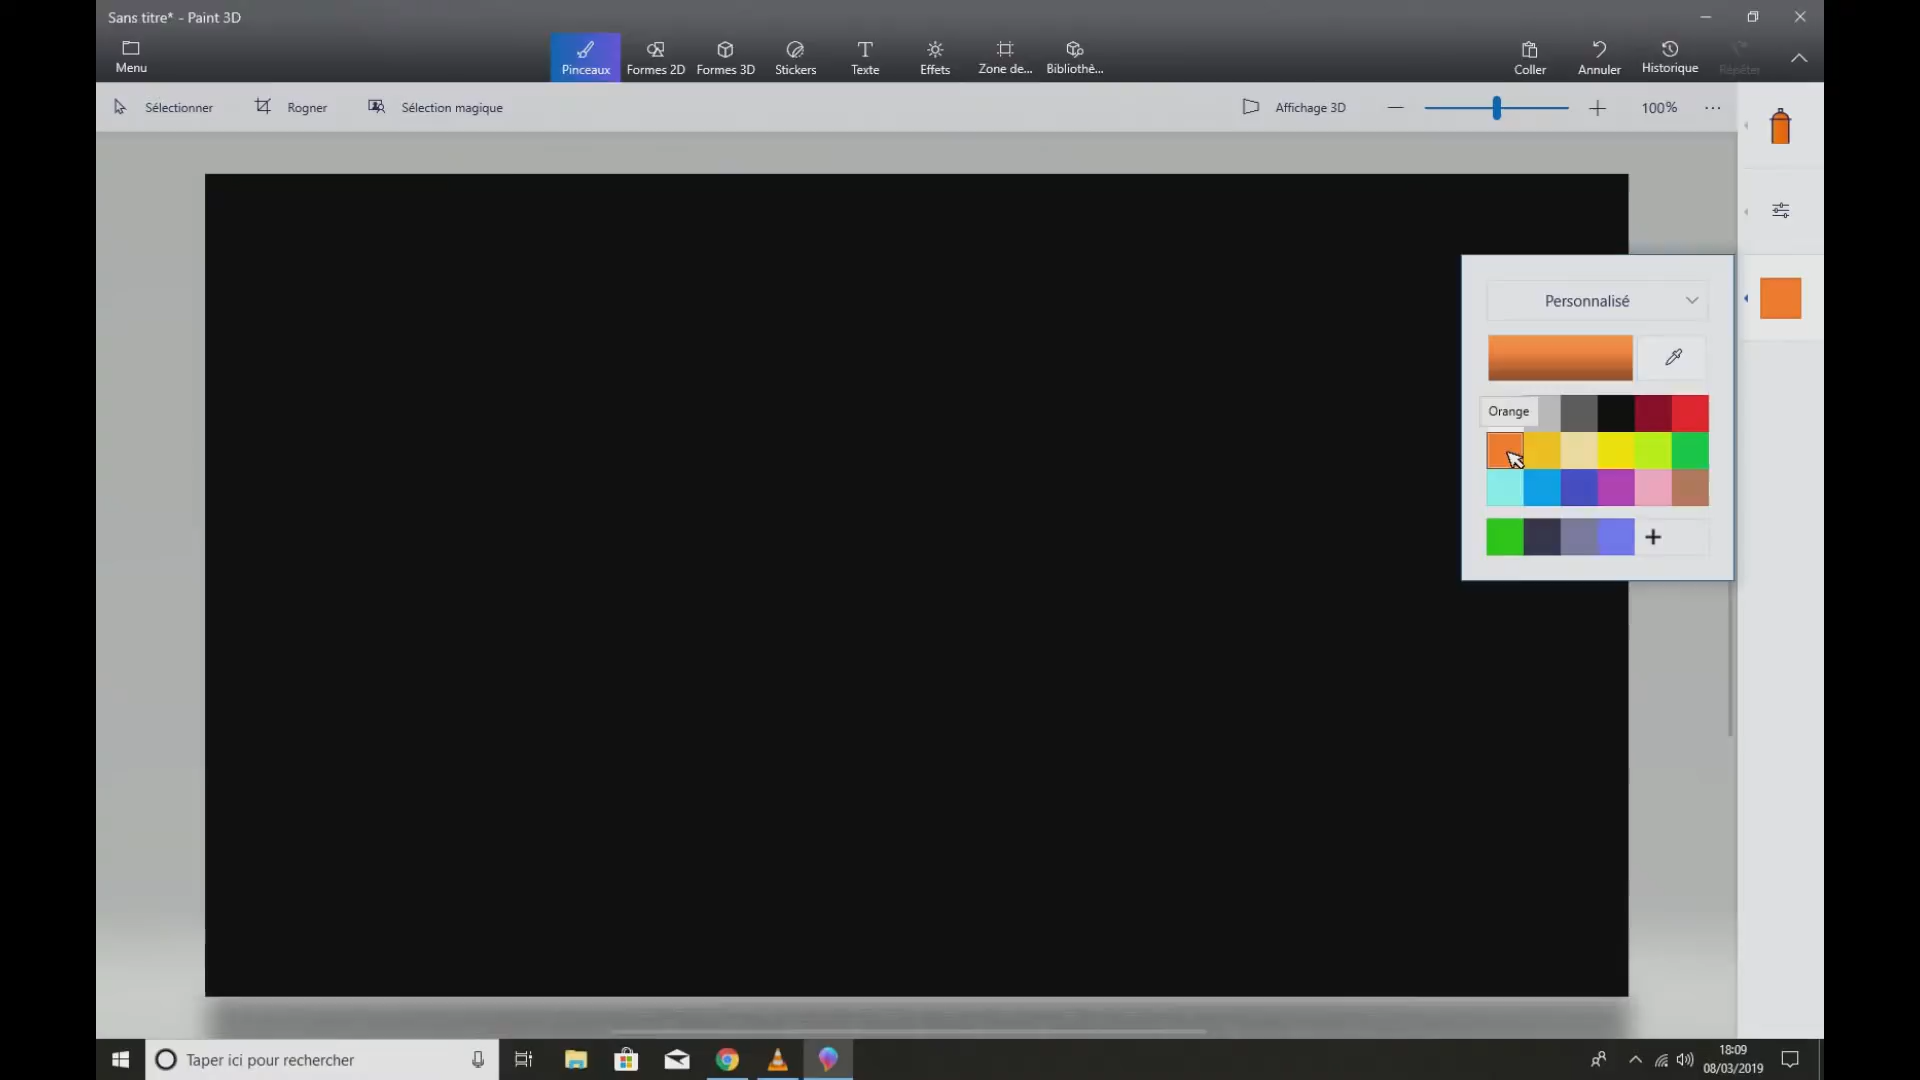 Sans titre* - Paint 3D
Menu
Pinceaux
Formes 2D
Formes 3D
Stickers
Texte
Effets
Zone de...
Bibliothè...
Coller
Annuler
Historique
Répéter
Sélectionner
Rogner
Sélection magique
Affichage 3D
100%
Personnalisé
Orange
Taper ici pour rechercher
18:09
08/03/2019